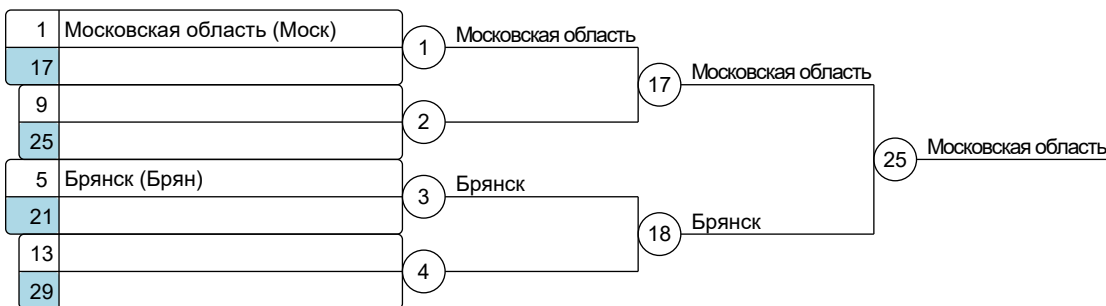 1 Московская область (Моск)
17
9
25
5 Брянск (Брян)
21
13
29
1 Московская область
2
3 Брянск
4
17 Московская область
18 Брянск
25 Московская область